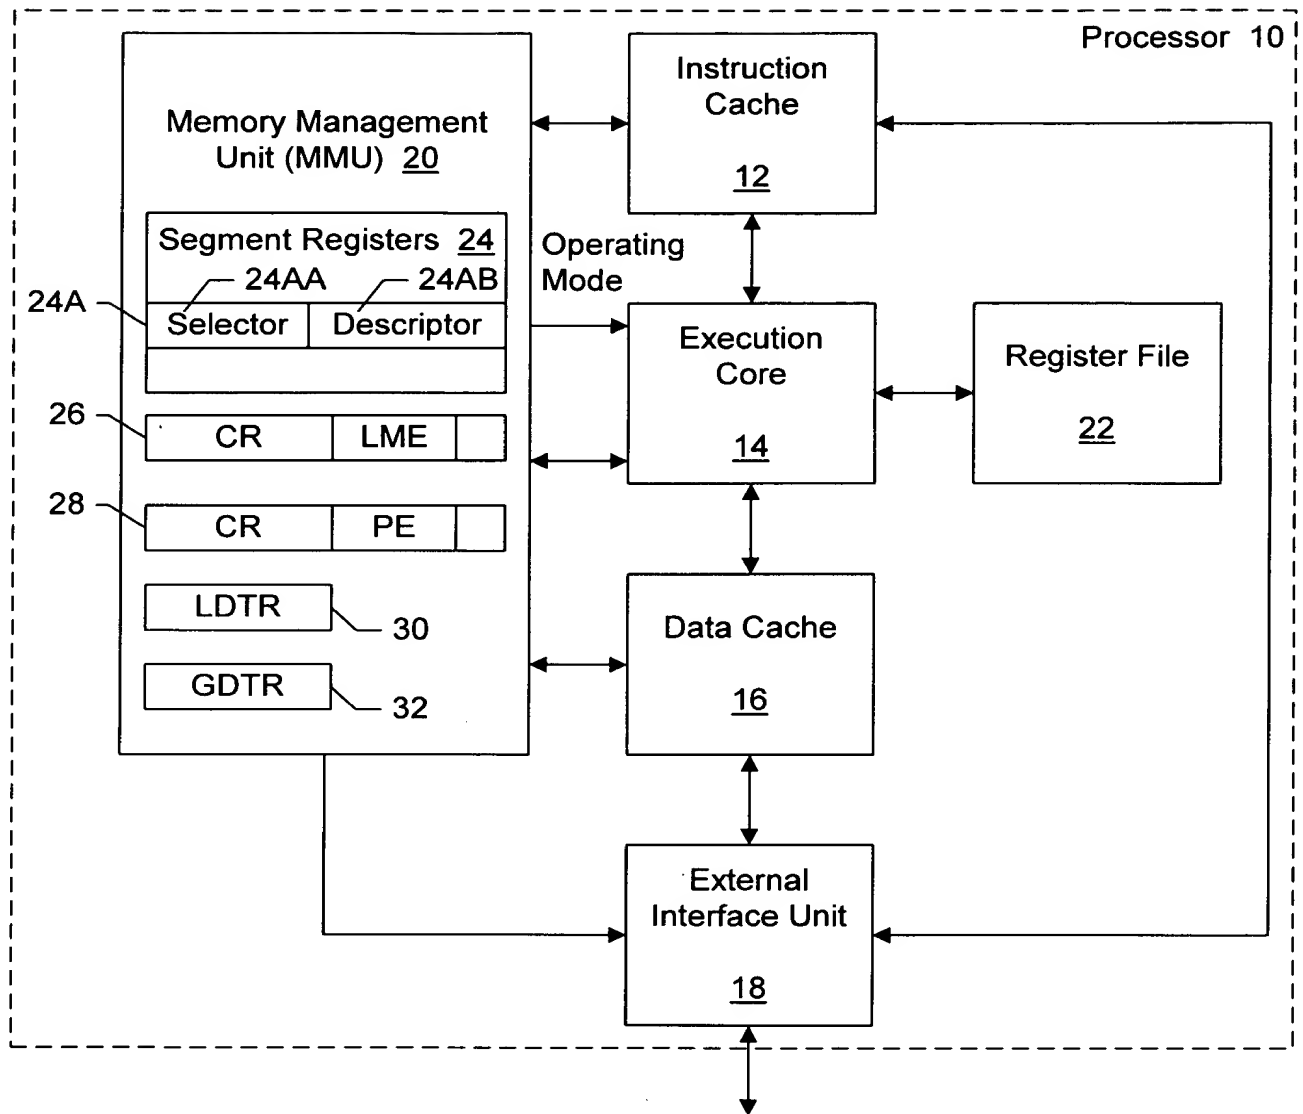 Processor 10
Memory Management
Unit (MMU) 20
Segment Registers 24
24AA
24AB
24A
Selector
Descriptor
26
CR
LME
28
CR
PE
LDTR
30
GDTR
32
Operating
Mode
Instruction
Cache
12
Execution
Core
14
Register File
22
Data Cache
16
External
Interface Unit
18